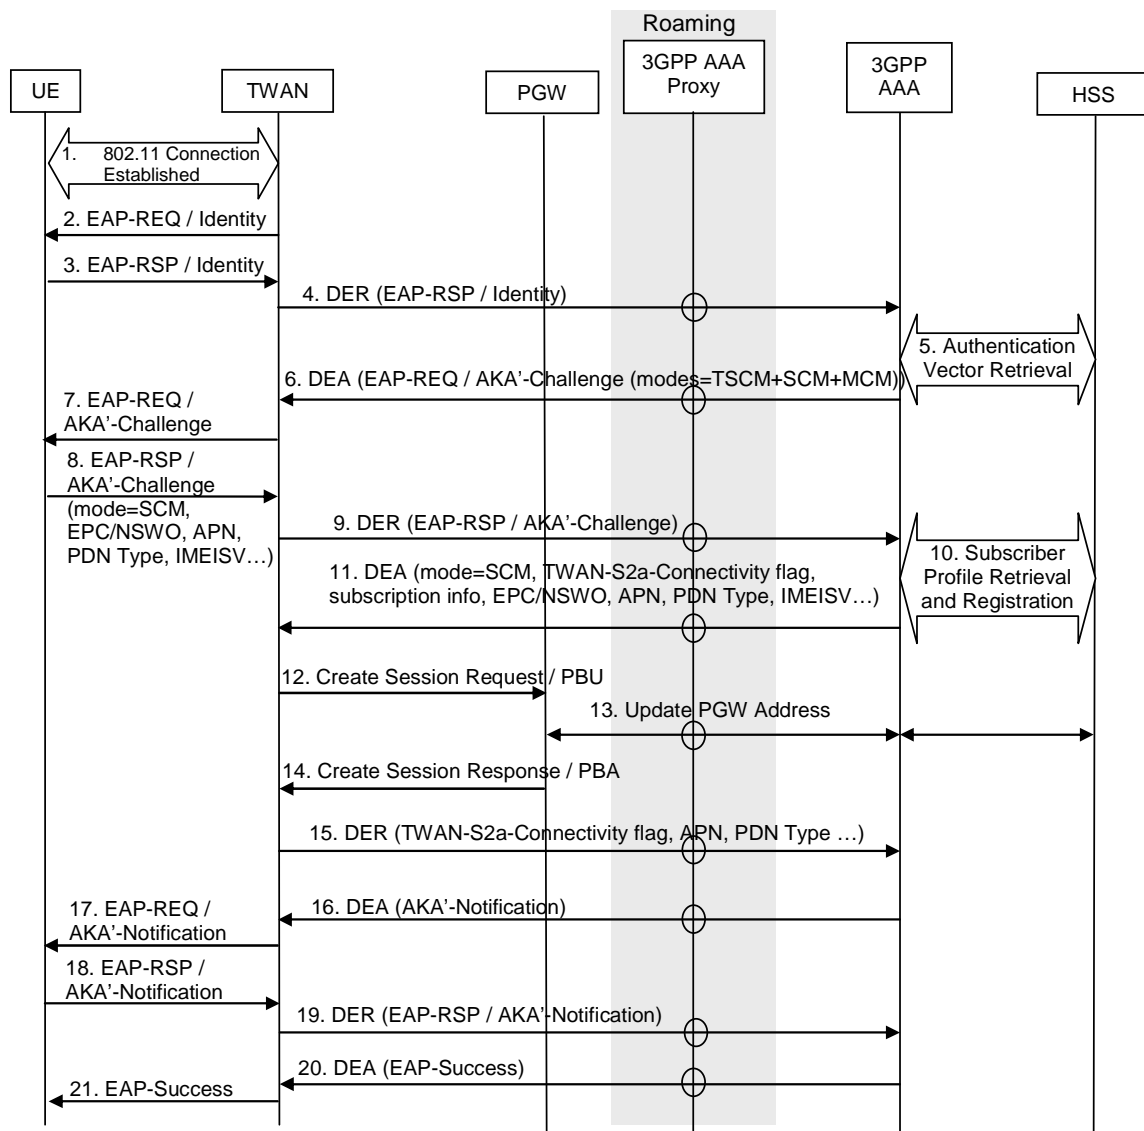 Roaming
UE
TWAN
PGW
3GPP AAA
Proxy
3GPP
AAA
HSS
1. 802.11 Connection
Established
2. EAP-REQ / Identity
3. EAP-RSP / Identity
4. DER (EAP-RSP / Identity)
5. Authentication
Vector Retrieval
6. DEA (EAP-REQ / AKA'-Challenge (modes=TSCM+SCM+MCM))
7. EAP-REQ /
AKA'-Challenge
8. EAP-RSP /
AKA'-Challenge
(mode=SCM,
EPC/NSWO, APN,
PDN Type, IMEISV…)
9. DER (EAP-RSP / AKA'-Challenge)
10. Subscriber
Profile Retrieval
and Registration
11. DEA (mode=SCM, TWAN-S2a-Connectivity flag,
subscription info, EPC/NSWO, APN, PDN Type, IMEISV…)
12. Create Session Request / PBU
13. Update PGW Address
14. Create Session Response / PBA
15. DER (TWAN-S2a-Connectivity flag, APN, PDN Type …)
16. DEA (AKA'-Notification)
17. EAP-REQ /
AKA'-Notification
18. EAP-RSP /
AKA'-Notification
19. DER (EAP-RSP / AKA'-Notification)
20. DEA (EAP-Success)
21. EAP-Success